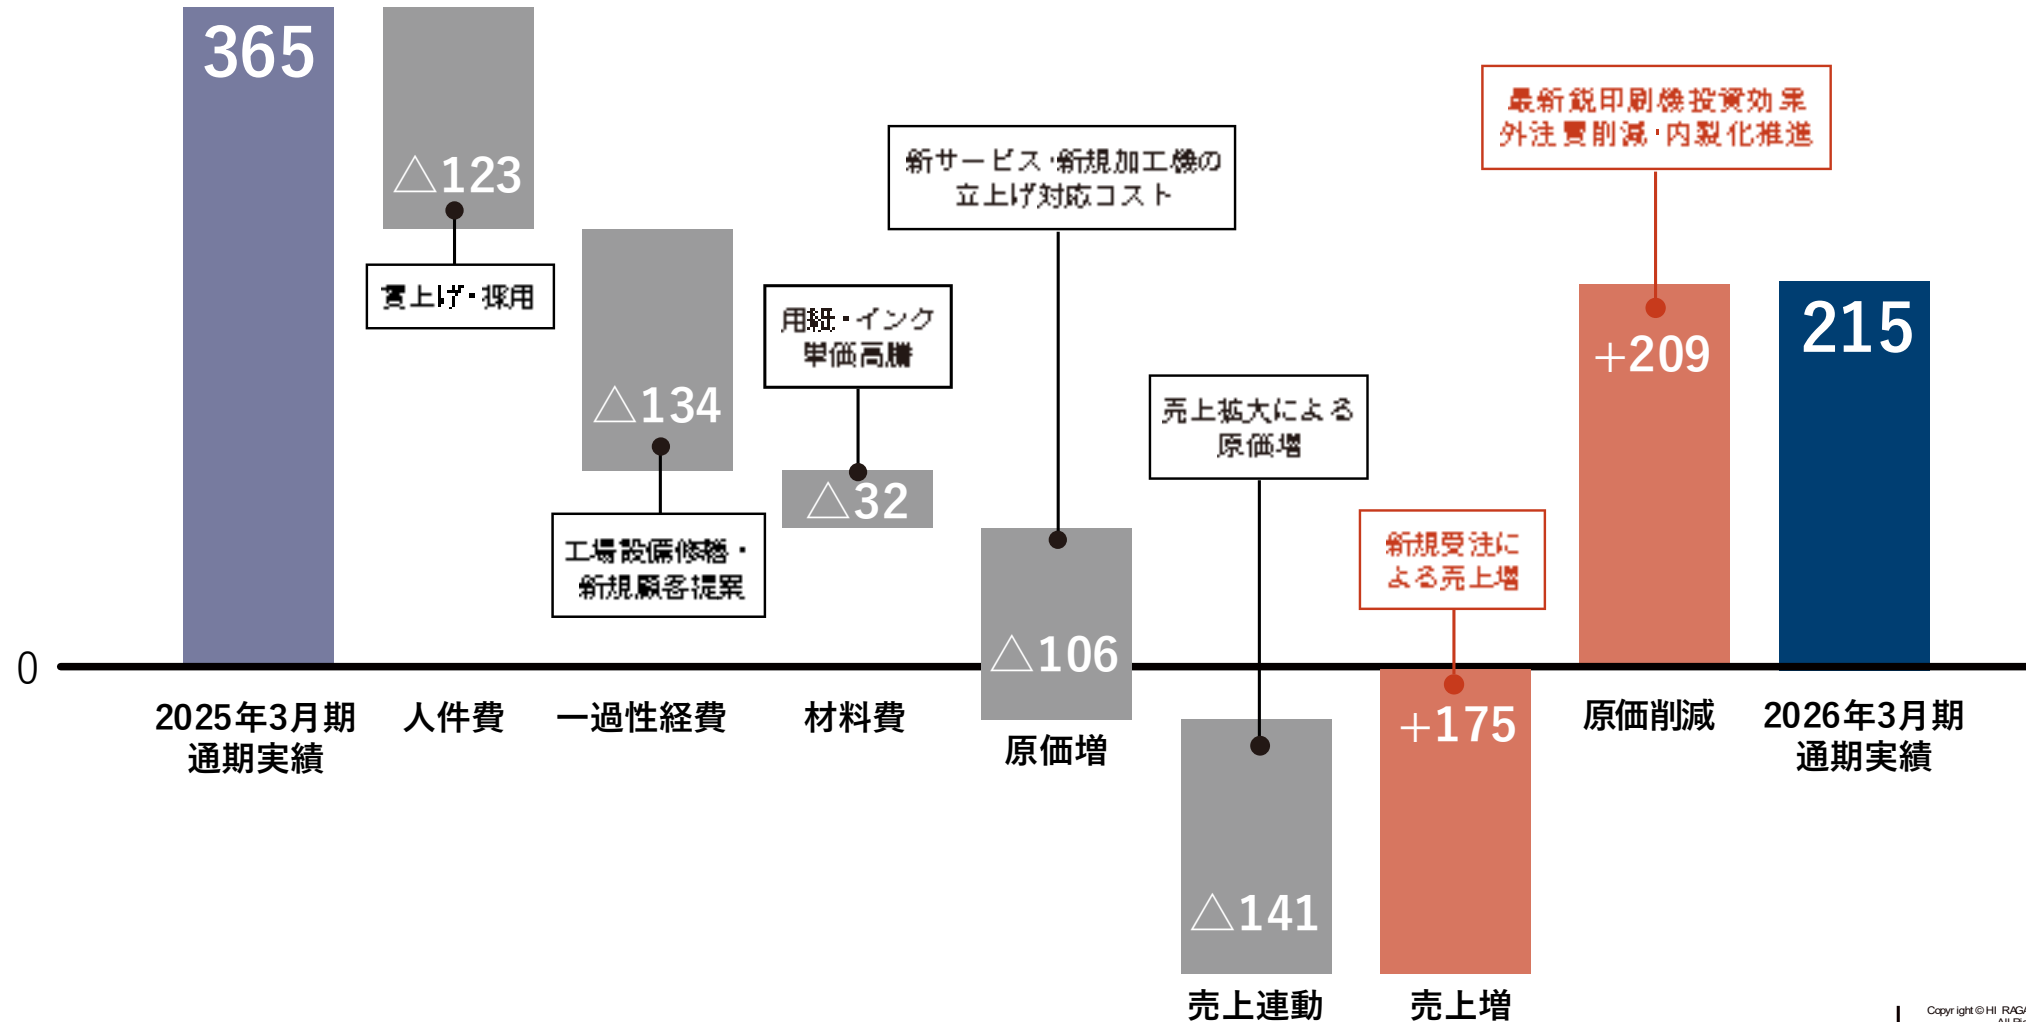 365
△123
賃上げ・採用
△134
工場設備修繕・
新規顧客提案
用紙・インク
単価高騰
△32
新サービス・新規加工機の
立上げ対応コスト
△106
売上拡大による
原価増
△141
新規受注に
よる売上増
+175
最新鋭印刷機投資効果
外注費削減・内製化推進
+209
215
0
2025年3月期
通期実績
人件費
一過性経費
材料費
原価増
売上連動
売上増
原価削減
2026年3月期
通期実績
Copyright © HIRAGA